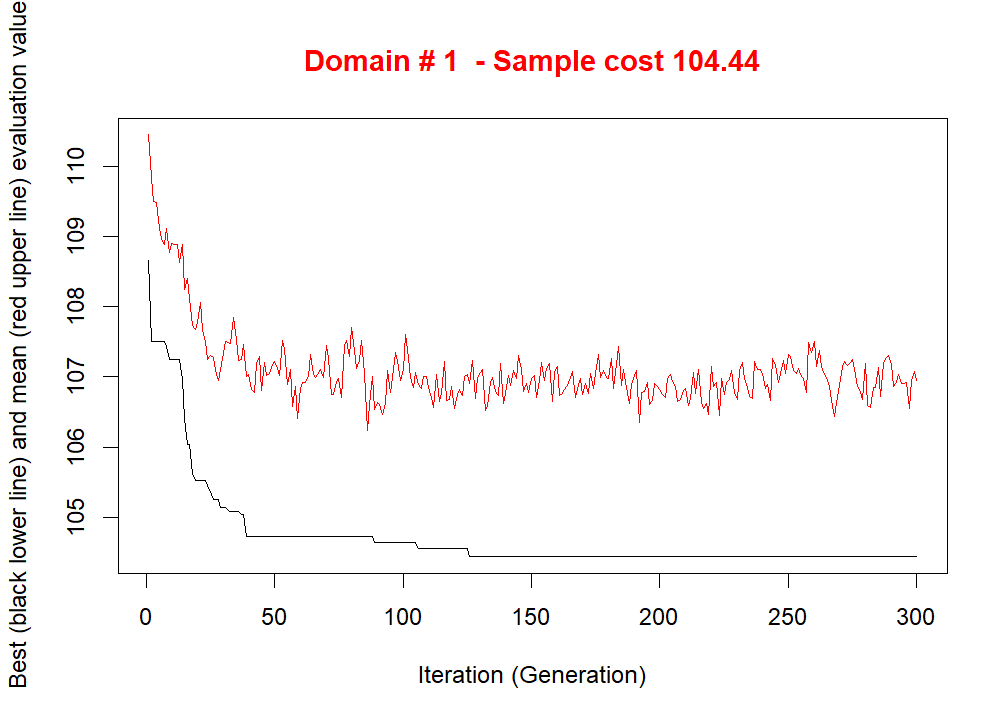 Domain # 1  - Sample cost 104.44
Best (black lower line) and mean (red upper line) evaluation value
110
109
108
107
106
105
0 50 100 150 200 250 300
Iteration (Generation)